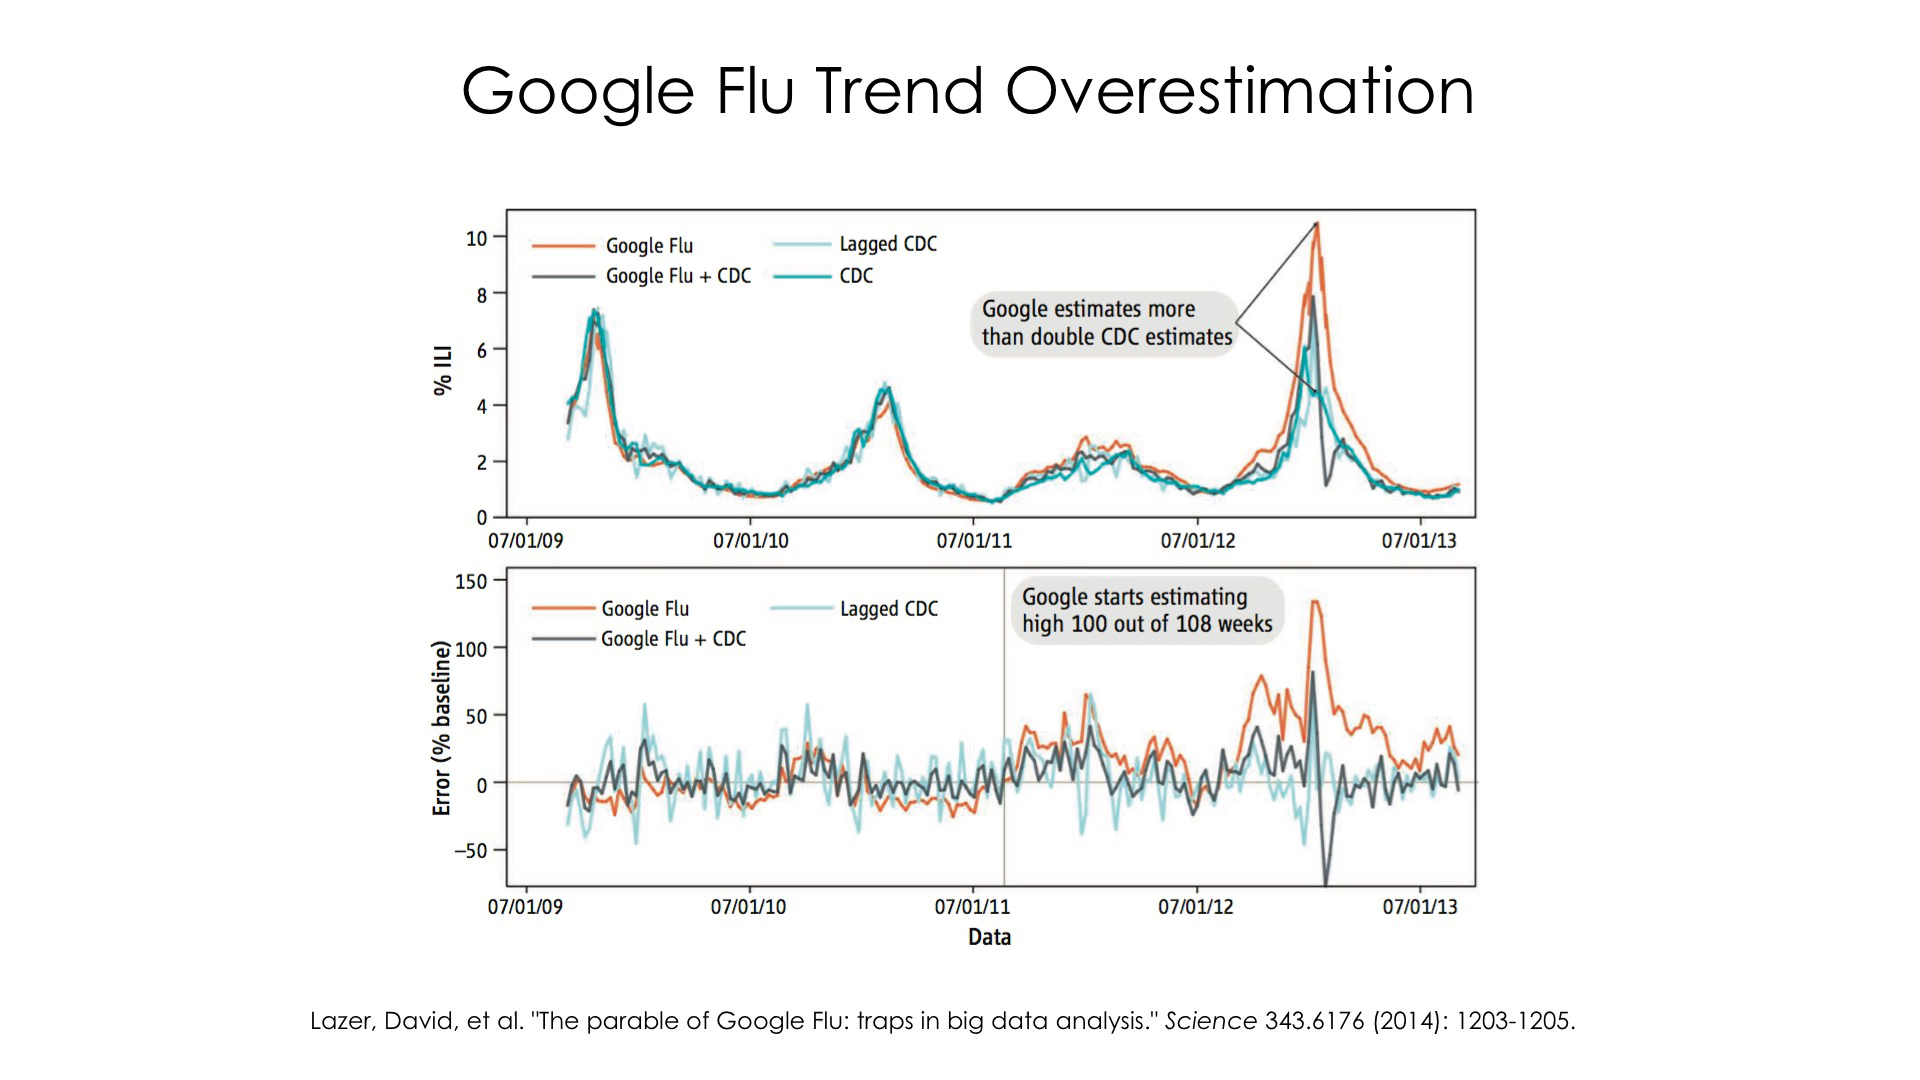 Google Flu Trend Overestimation
10
8
6
4
2
0
% ILI
Google Flu
Google Flu + CDC
Lagged CDC
CDC
Google estimates more
than double CDC estimates
07/01/09
07/01/10
07/01/11
07/01/12
07/01/13
150
100
50
0
–50
Error (% baseline)
Google Flu
Google Flu + CDC
Lagged CDC
Google starts estimating
high 100 out of 108 weeks
07/01/09
07/01/10
07/01/11
07/01/12
07/01/13
Data
Lazer, David, et al. "The parable of Google Flu: traps in big data analysis." Science 343.6176 (2014): 1203-1205.